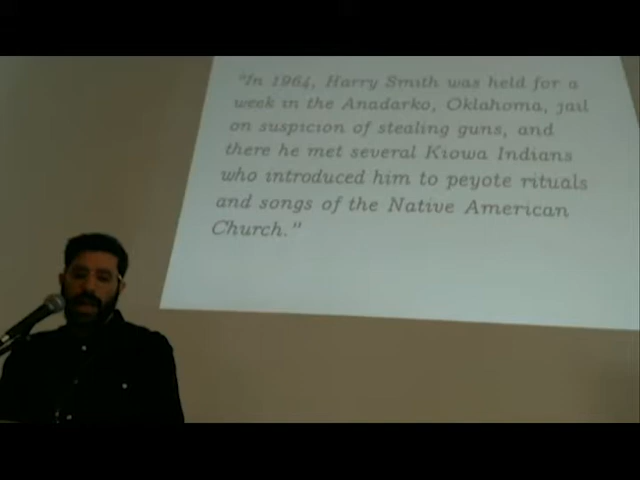 "In 1964, Harry Smith was held for a
week in the Anadarko, Oklahoma, jail
on suspicion of stealing guns, and
there he met several Kiowa Indians
who introduced him to peyote rituals
and songs of the Native American
Church."